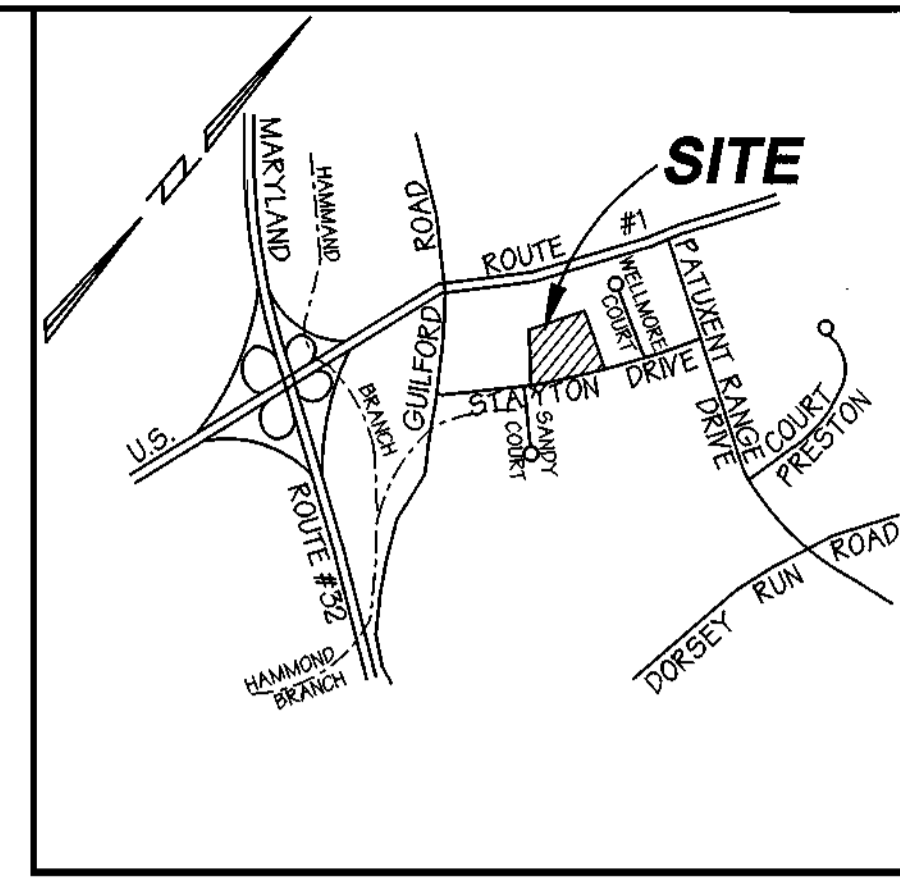 MARYLAND
HAMMAND
ROAD
SITE
#1
ROUTE
WELLMORE
COURT
PATUXENT RANGE
DRIVE
GUILFORD
BRANCH
U.S.
STAYTON
DRIVE
SANDY
COURT
COURT
PRESTON
ROUTE #32
ROAD
RUN
DORSEY
HAMMOND
BRANCH